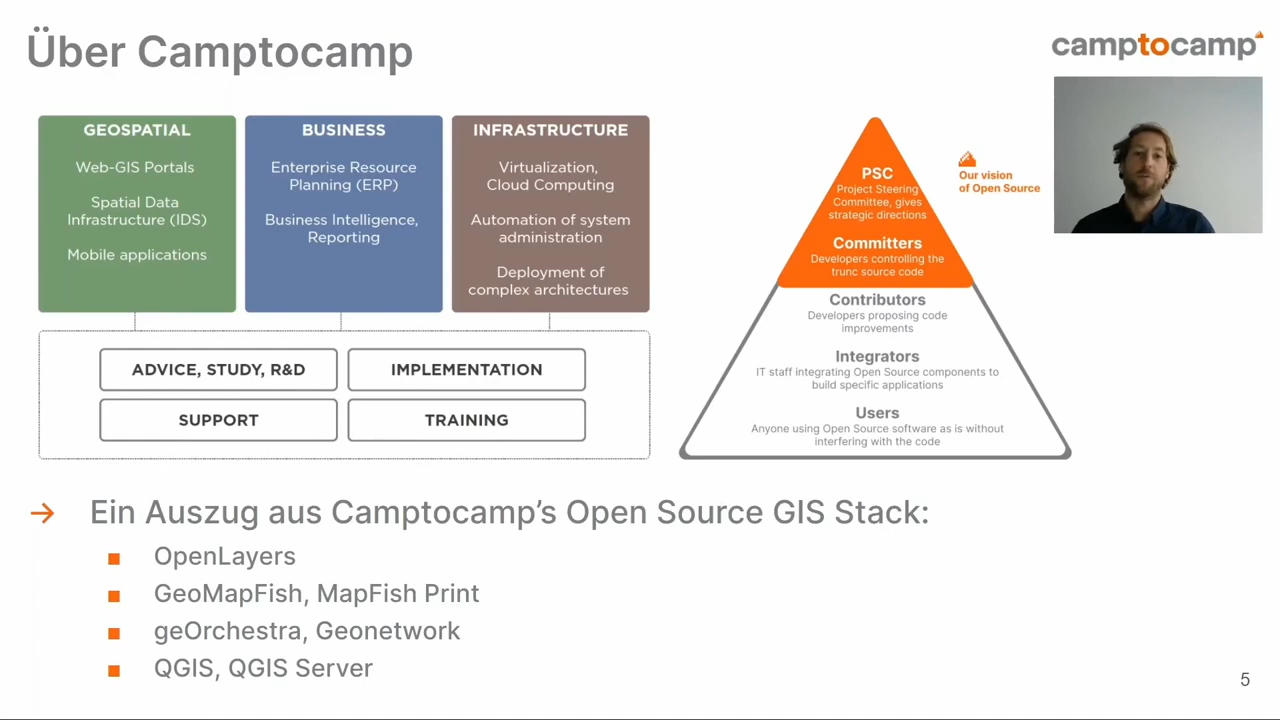 Über Camptocamp
camptocamp
GEOSPATIAL
Web-GIS Portals
Spatial Data
Infrastructure (IDS)
Mobile applications
BUSINESS
Enterprise Resource
Planning (ERP)
Business Intelligence,
Reporting
INFRASTRUCTURE
Virtualization,
Cloud Computing
Automation of system
administration
Deployment of
complex architectures
ADVICE, STUDY, R&D
IMPLEMENTATION
SUPPORT
TRAINING
PSC
Project Steering
Committee, gives
strategic directions
Committers
Developers controlling the
trunc source code
Contributors
Developers proposing code
improvements
Integrators
IT staff integrating Open Source components to
build specific applications
Users
Anyone using Open Source software as is without
interfering with the code
Our vision
of Open Source
→ Ein Auszug aus Camptocamp's Open Source GIS Stack:
■ OpenLayers
■ GeoMapFish, MapFish Print
■ geOrchestra, Geonetwork
■ QGIS, QGIS Server
5